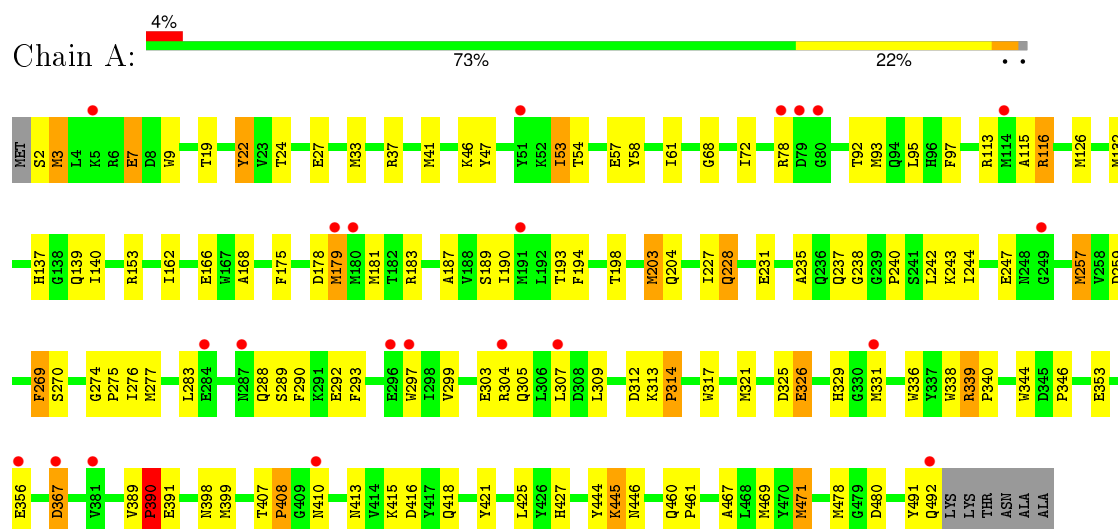 4%
Chain A:
73% 22% • •
MET S2 M3 L4 K5 R6 E7 D8 W9 T19 Y22 V23 T24 E27 M33 R37 M41 K46 Y47 Y51 K52 I53 T54 E57 Y58 I61 G68 I72 R78 D79 G80 T92 M93 Q94 L95 H96 F97 R113 M114 A115 R116 M126 M132
H137 G138 Q139 I140 R153 I162 E166 W167 A168 F175 D178 M179 M180 M181 T182 R183 A187 V188 S189 I190 M191 L192 T193 F194 T198 M203 Q204 I227 Q228 E231 A235 Q236 Q237 G238 G239 P240 S241 L242 K243 I244 E247 N248 G249 M257 V258 D259
F269 S270 G274 P275 I276 M277 L283 E284 N287 Q288 S289 F290 K291 E292 F293 E296 W297 I298 V299 E303 R304 Q305 L306 L307 D308 L309 D312 K313 P314 W317 M321 D325 E326 H329 G330 M331 W336 Y337 W338 R339 P340 W344 D345 P346 E353
E356 D367 V381 V389 P390 E391 N398 M399 T407 P408 G409 N410 N413 V414 K415 D416 Y417 Q418 Y421 L425 Y426 H427 Y444 K445 N446 Q460 P461 A467 L468 M469 Y470 M471 M478 G479 D480 Y491 Q492 LYS LYS THR ASN ALA ALA